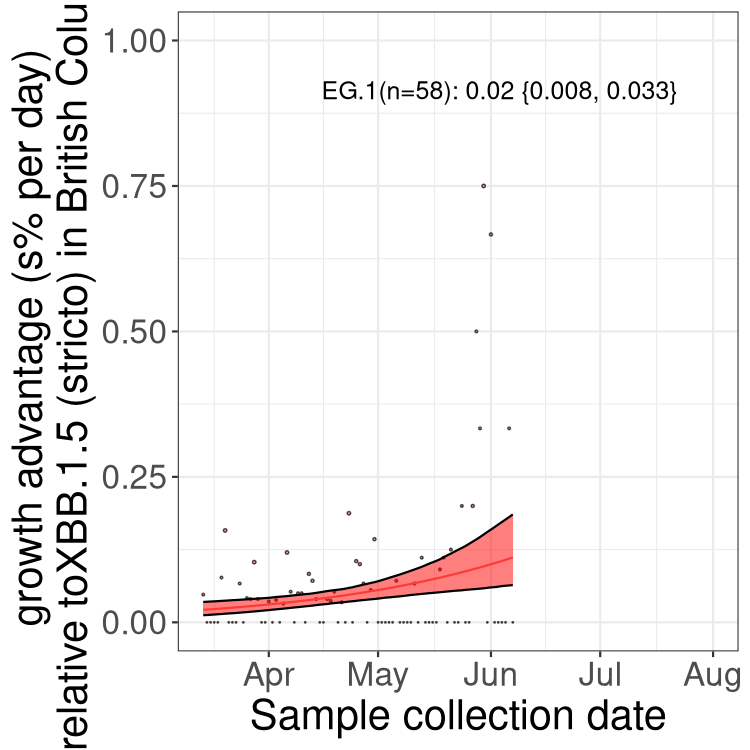 growth advantage (s% per day)
relative toXBB.1.5 (stricto) in British Colu
1.00
0.75
0.50
0.25
0.00
EG.1(n=58): 0.02 {0.008, 0.033}
Apr May Jun Jul Aug
Sample collection date